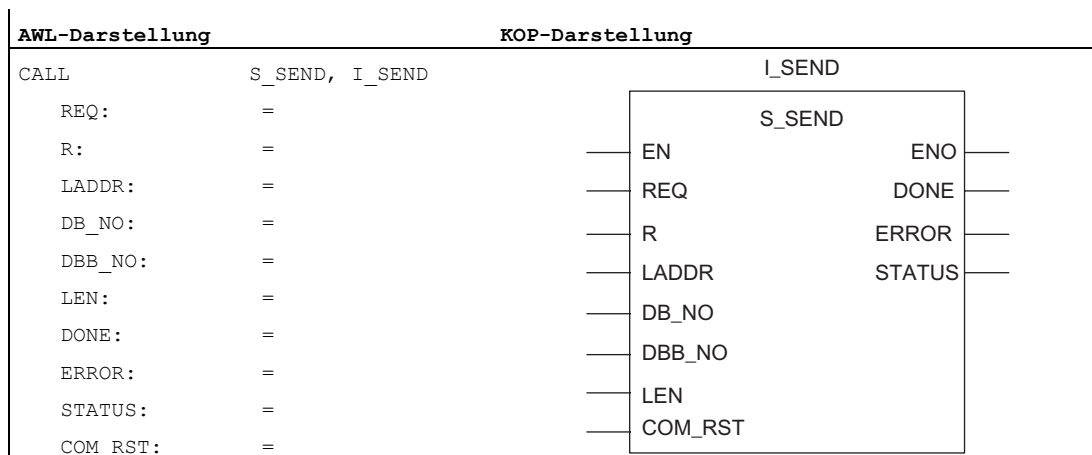 AWL-Darstellung KOP-Darstellung
CALL S_SEND, I_SEND
REQ: =
R: =
LADDR: =
DB_NO: =
DBB_NO: =
LEN: =
DONE: =
ERROR: =
STATUS: =
COM_RST: =
I_SEND
S_SEND
EN ENO
REQ DONE
R ERROR
LADDR STATUS
DB_NO
DBB_NO
LEN
COM_RST